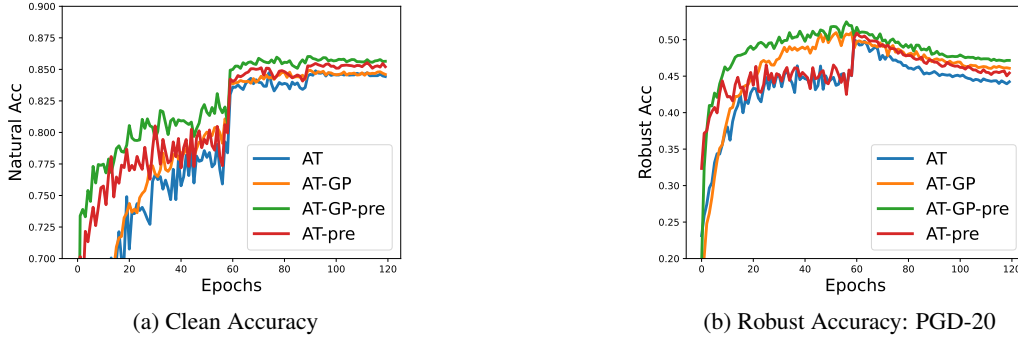 0.900
0.875
0.850
0.825
0.800
0.775
0.750
0.725
0.700
Natural Acc
0 20 40 60 80 100 120
Epochs
AT
AT-GP
AT-GP-pre
AT-pre
(a) Clean Accuracy
0.50
0.45
0.40
0.35
0.30
0.25
0.20
Robust Acc
0 20 40 60 80 100 120
Epochs
AT
AT-GP
AT-GP-pre
AT-pre
(b) Robust Accuracy: PGD-20